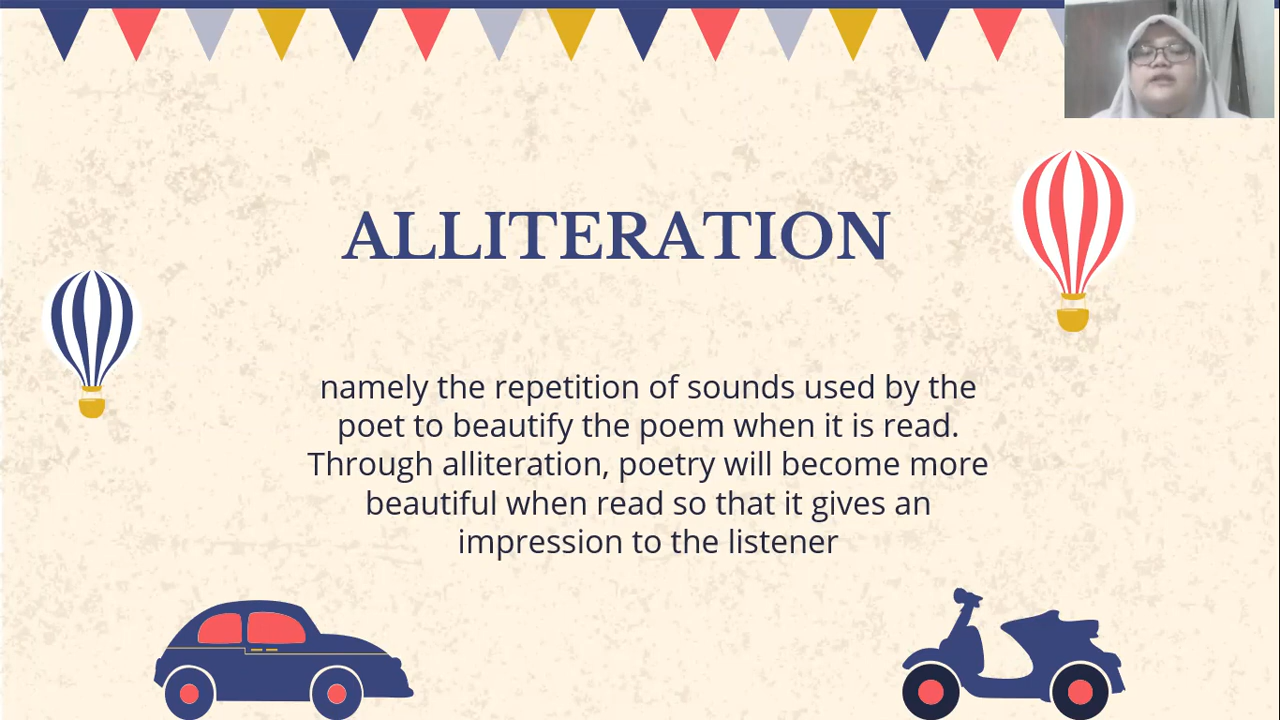 ALLITERATION
namely the repetition of sounds used by the
poet to beautify the poem when it is read.
Through alliteration, poetry will become more
beautiful when read so that it gives an
impression to the listener